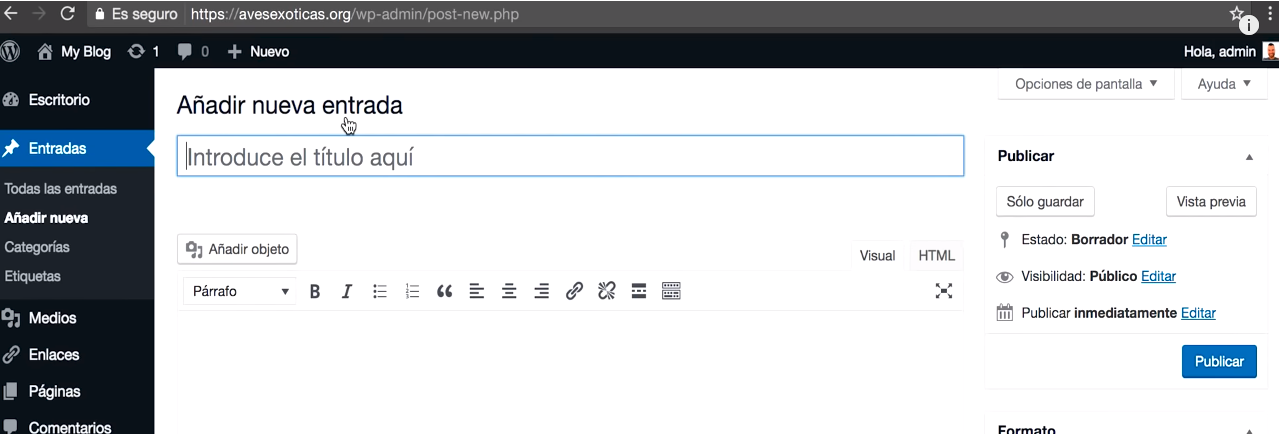 Es seguro https://avesexoticas.org/wp-admin/post-new.php
i
My Blog 1 0 Nuevo Hola, admin
Escritorio
Entradas
Todas las entradas
Añadir nueva
Categorías
Etiquetas
Medios
Enlaces
Páginas
Comentarios
Opciones de pantalla Ayuda
Añadir nueva entrada
Introduce el título aquí
Añadir objeto
Visual HTML
Párrafo B I
Publicar
Sólo guardar Vista previa
Estado: Borrador Editar
Visibilidad: Público Editar
Publicar inmediatamente Editar
Publicar
Formato